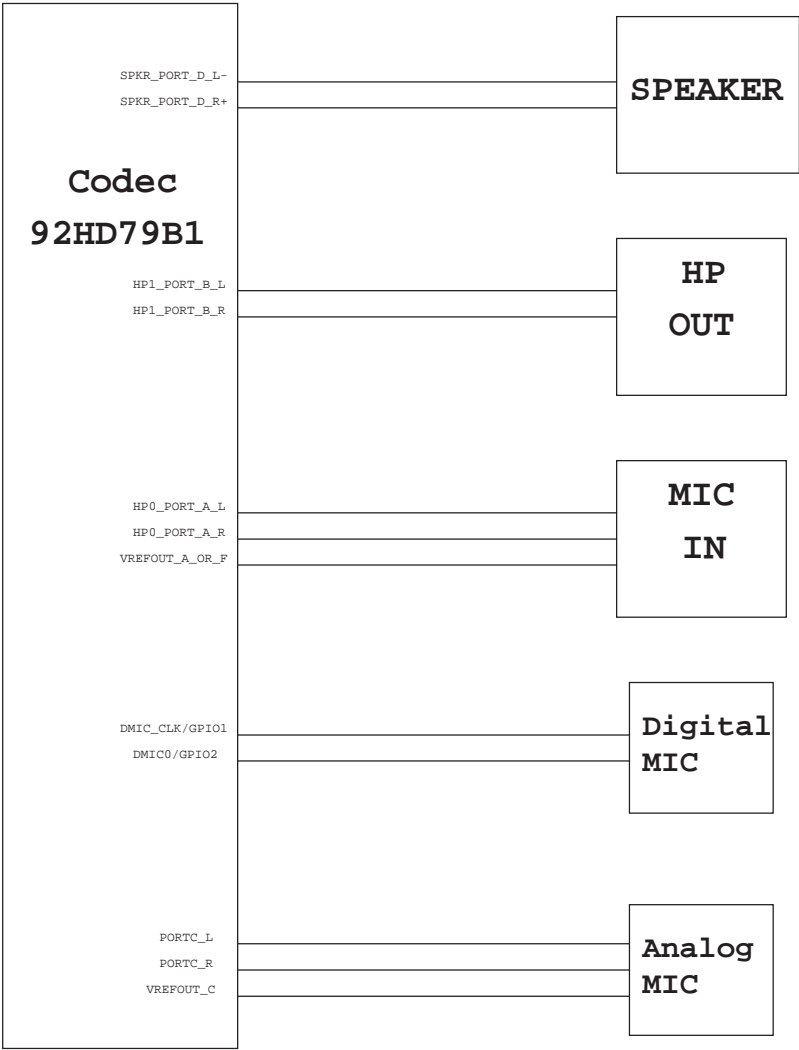 SPKR_PORT_D_L-
SPKR_PORT_D_R+
SPEAKER
Codec
92HD79B1
HP1_PORT_B_L
HP1_PORT_B_R
HP
OUT
HP0_PORT_A_L
HP0_PORT_A_R
VREFOUT_A_OR_F
MIC
IN
DMIC_CLK/GPIO1
DMIC0/GPIO2
Digital
MIC
PORTC_L
PORTC_R
VREFOUT_C
Analog
MIC